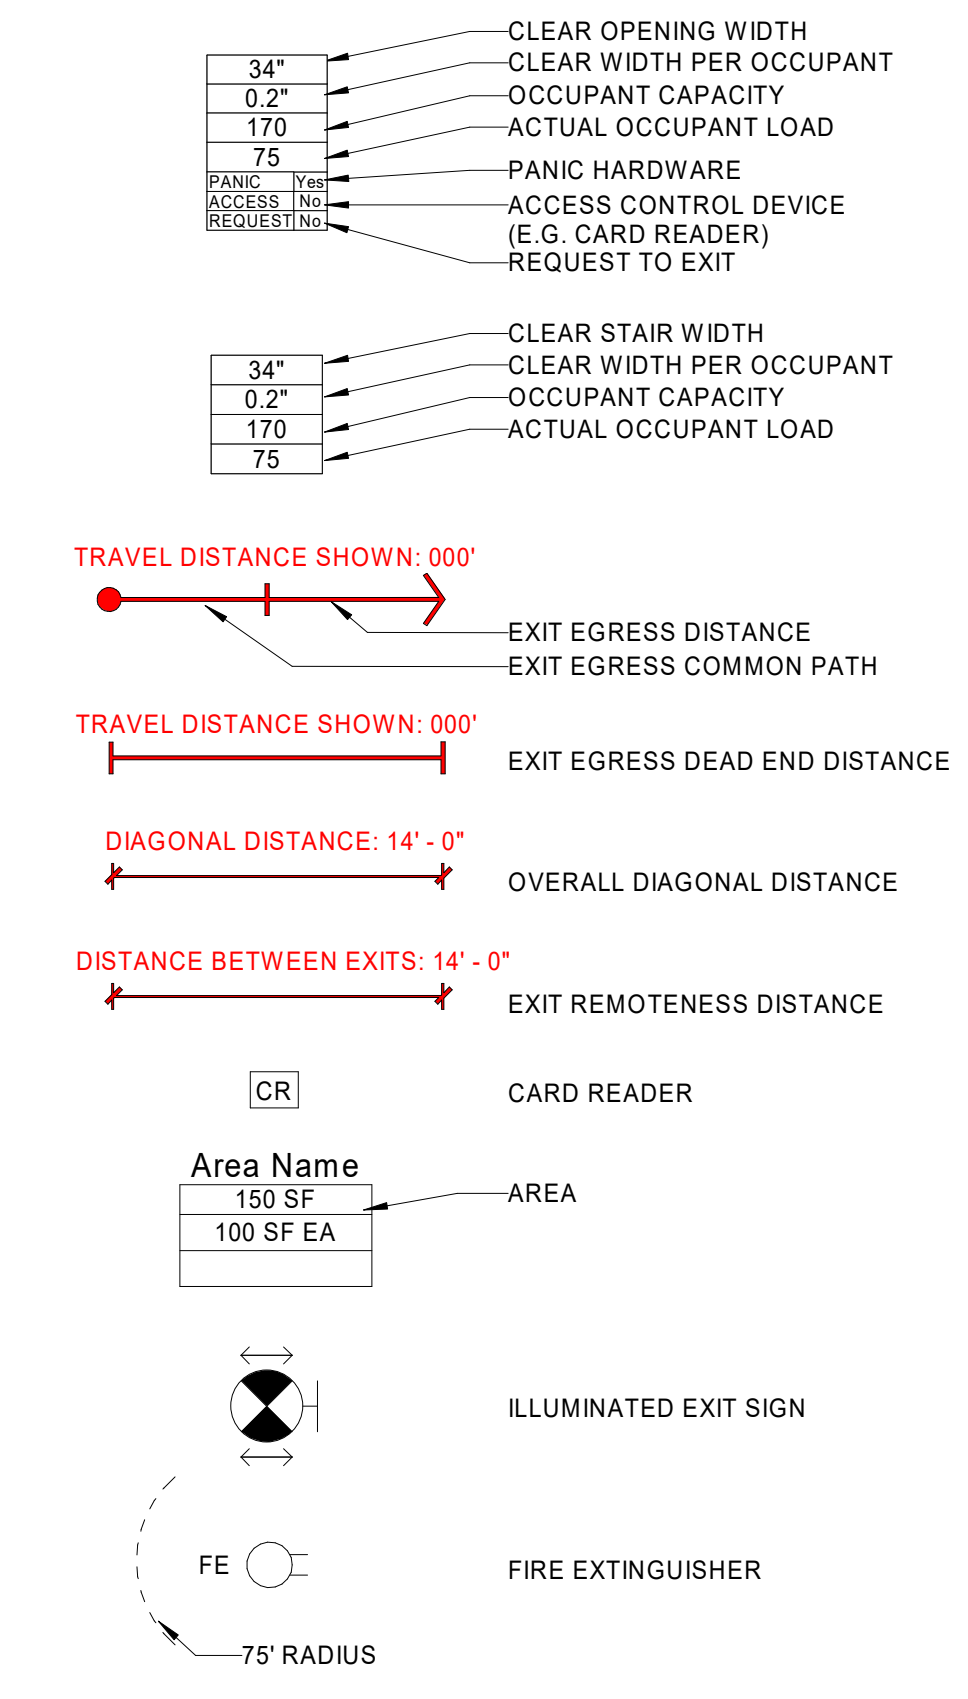 CLEAR OPENING WIDTH
34"
CLEAR WIDTH PER OCCUPANT
0.2"
OCCUPANT CAPACITY
170
ACTUAL OCCUPANT LOAD
75
PANIC HARDWARE
PANIC Yes
ACCESS No
ACCESS CONTROL DEVICE
(E.G. CARD READER)
REQUEST No
REQUEST TO EXIT
CLEAR STAIR WIDTH
34"
CLEAR WIDTH PER OCCUPANT
0.2"
OCCUPANT CAPACITY
170
ACTUAL OCCUPANT LOAD
75
TRAVEL DISTANCE SHOWN: 000'
EXIT EGRESS DISTANCE
EXIT EGRESS COMMON PATH
TRAVEL DISTANCE SHOWN: 000'
EXIT EGRESS DEAD END DISTANCE
DIAGONAL DISTANCE: 14' - 0"
OVERALL DIAGONAL DISTANCE
DISTANCE BETWEEN EXITS: 14' - 0"
EXIT REMOTENESS DISTANCE
CR
CARD READER
Area Name
150 SF
AREA
100 SF EA
ILLUMINATED EXIT SIGN
FE
FIRE EXTINGUISHER
75' RADIUS